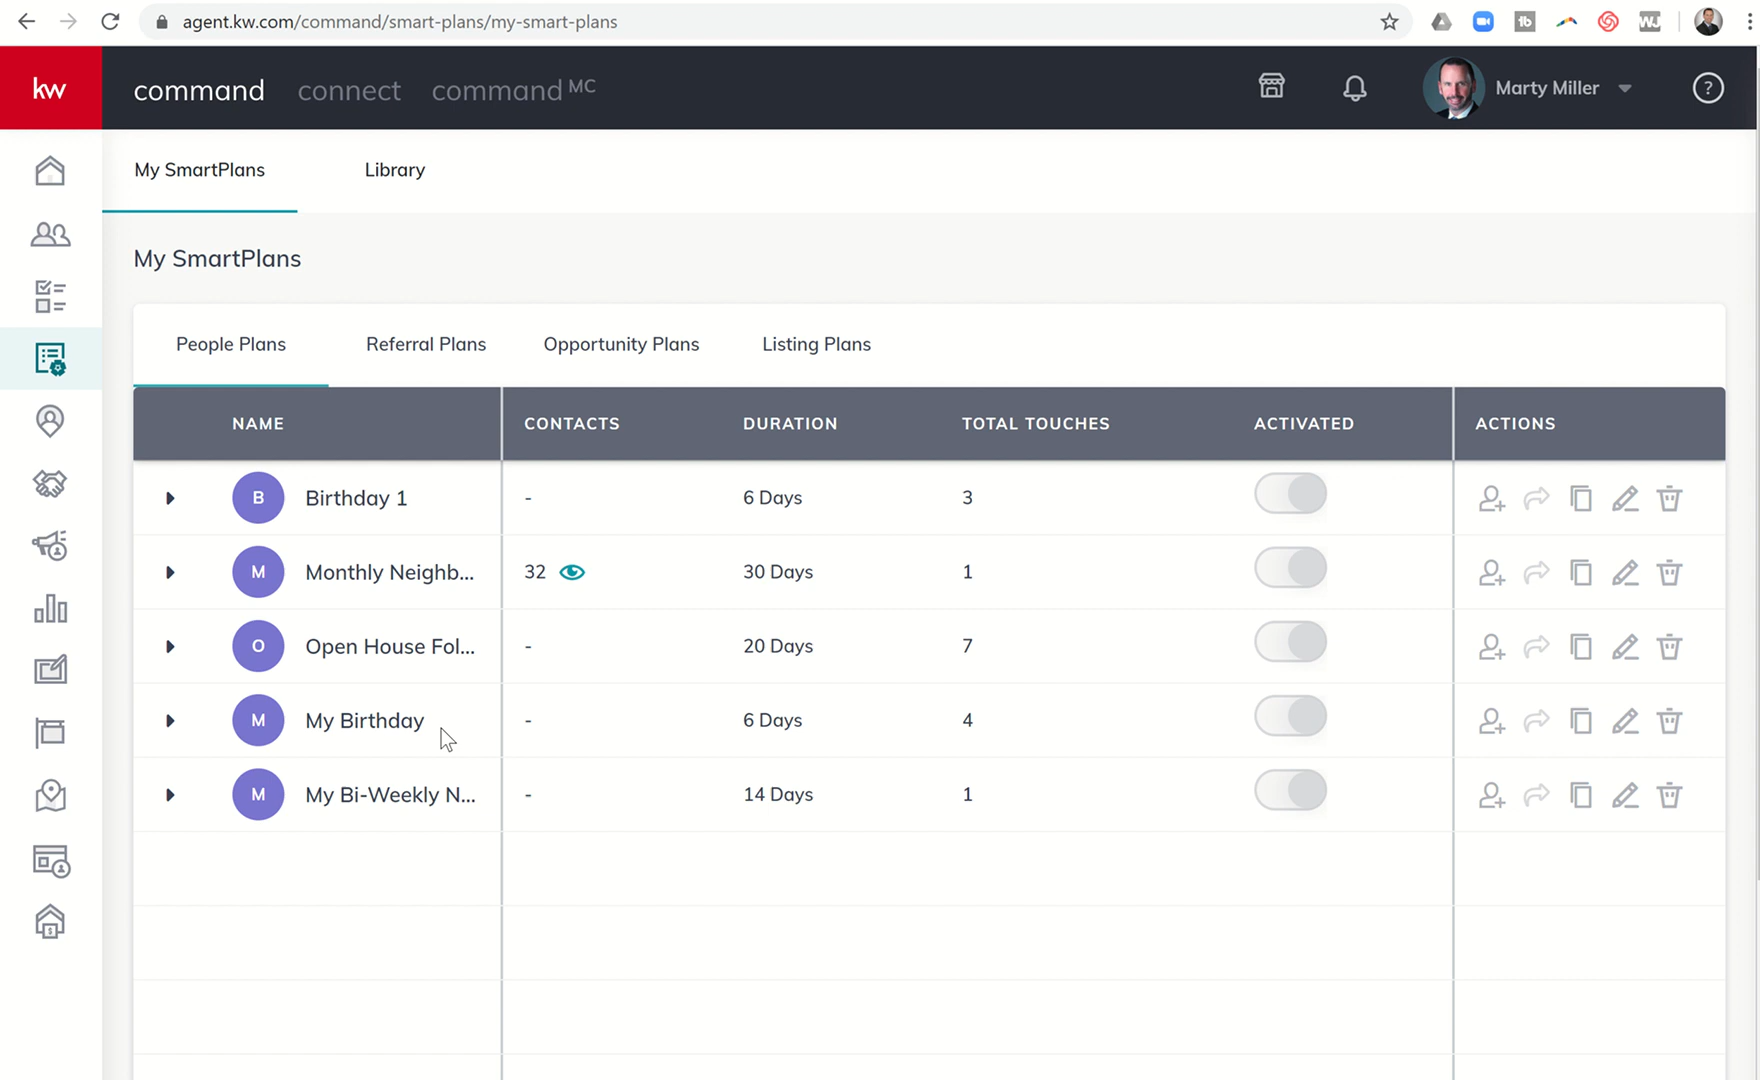 agent.kw.com/command/smart-plans/my-smart-plans
kw
command connect command MC
Marty Miller
?
My SmartPlans Library
My SmartPlans
People Plans Referral Plans Opportunity Plans Listing Plans
NAME CONTACTS DURATION TOTAL TOUCHES ACTIVATED ACTIONS
B Birthday 1 - 6 Days 3
M Monthly Neighb... 32 30 Days 1
O Open House Fol... - 20 Days 7
M My Birthday - 6 Days 4
M My Bi-Weekly N... - 14 Days 1